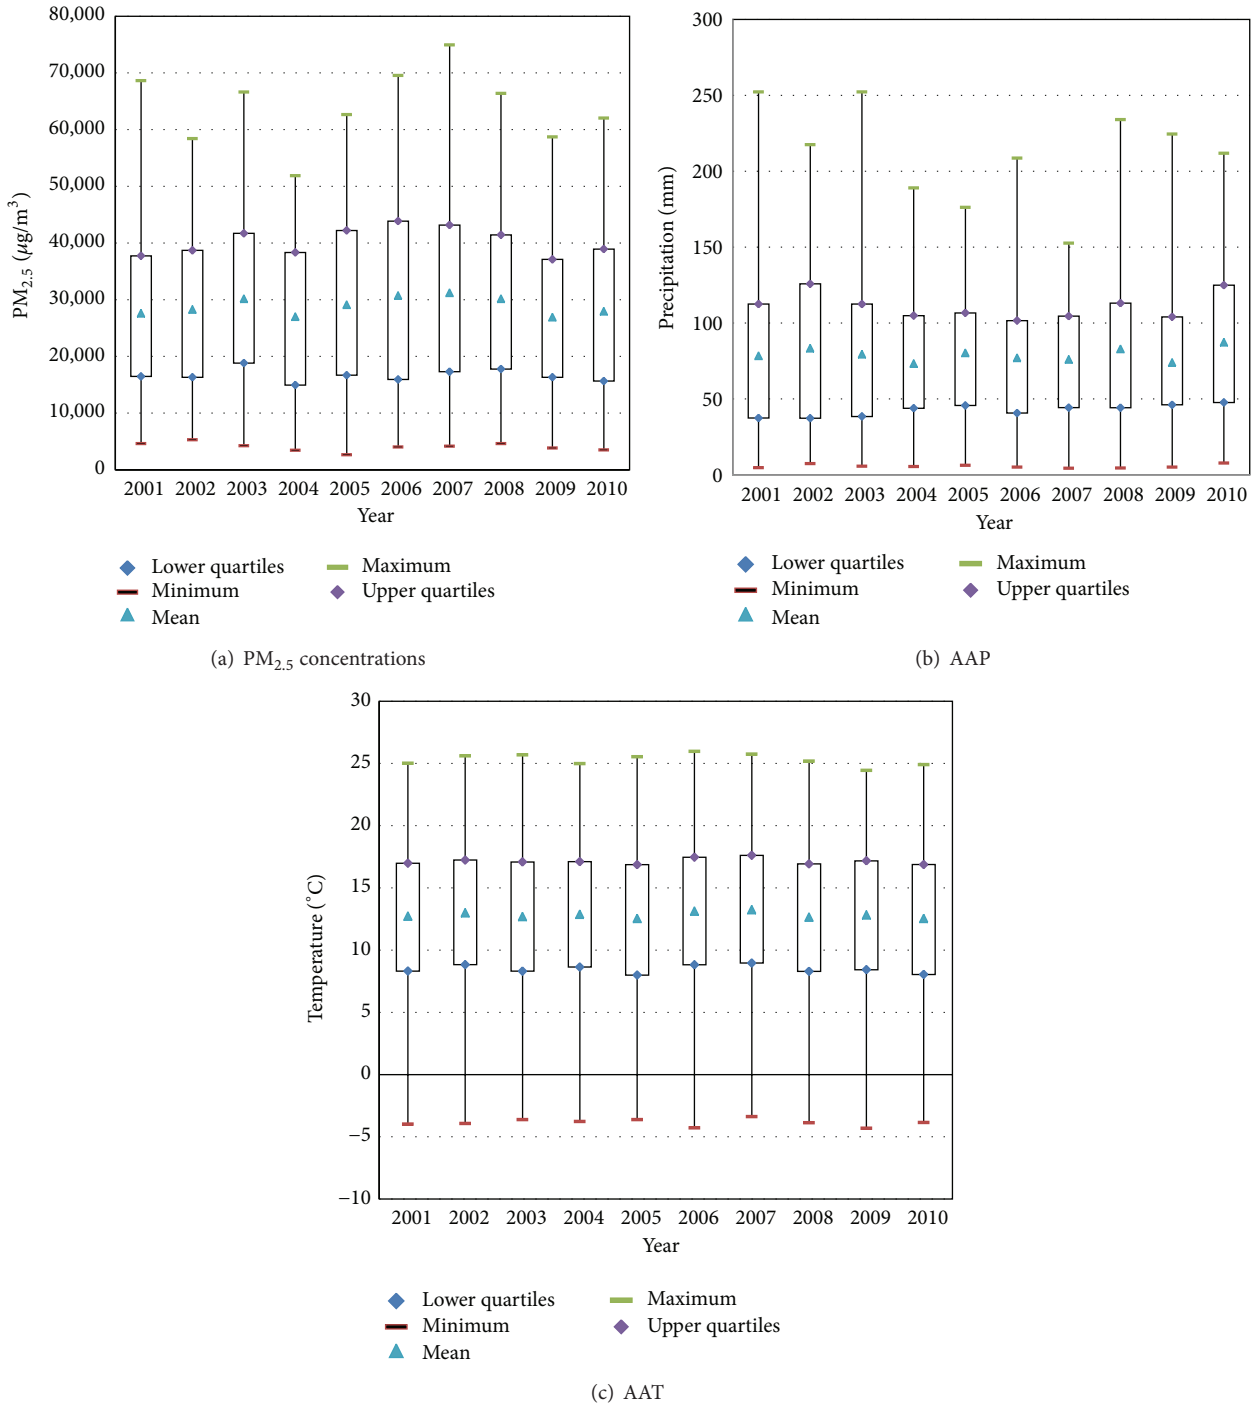 80,000
70,000
60,000
50,000
40,000
30,000
20,000
10,000
0
PM2.5 (μg/m³)
2001 2002 2003 2004 2005 2006 2007 2008 2009 2010
Year
Lower quartiles
Minimum
Mean
Maximum
Upper quartiles
(a) PM2.5 concentrations
300
250
200
150
100
50
0
Precipitation (mm)
2001 2002 2003 2004 2005 2006 2007 2008 2009 2010
Year
Lower quartiles
Minimum
Mean
Maximum
Upper quartiles
(b) AAP
30
25
20
15
10
5
0
−5
−10
Temperature (°C)
2001 2002 2003 2004 2005 2006 2007 2008 2009 2010
Year
Lower quartiles
Minimum
Mean
Maximum
Upper quartiles
(c) AAT